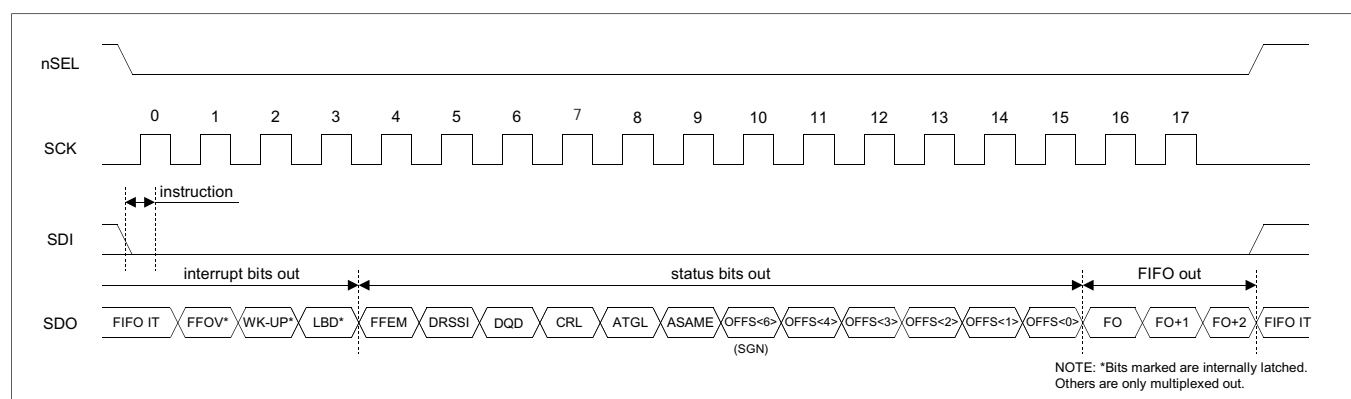 nSEL
0 1 2 3 4 5 6 7 8 9 10 11 12 13 14 15 16 17
SCK
instruction
SDI
interrupt bits out status bits out FIFO out
SDO FIFO IT FFOV* WK-UP* LBD* FFEM DRSSI DQD CRL ATGL ASAME OFFS<6> OFFS<4> OFFS<3> OFFS<2> OFFS<1> OFFS<0> FO FO+1 FO+2 FIFO IT
(SGN)
NOTE: *Bits marked are internally latched.
Others are only multiplexed out.